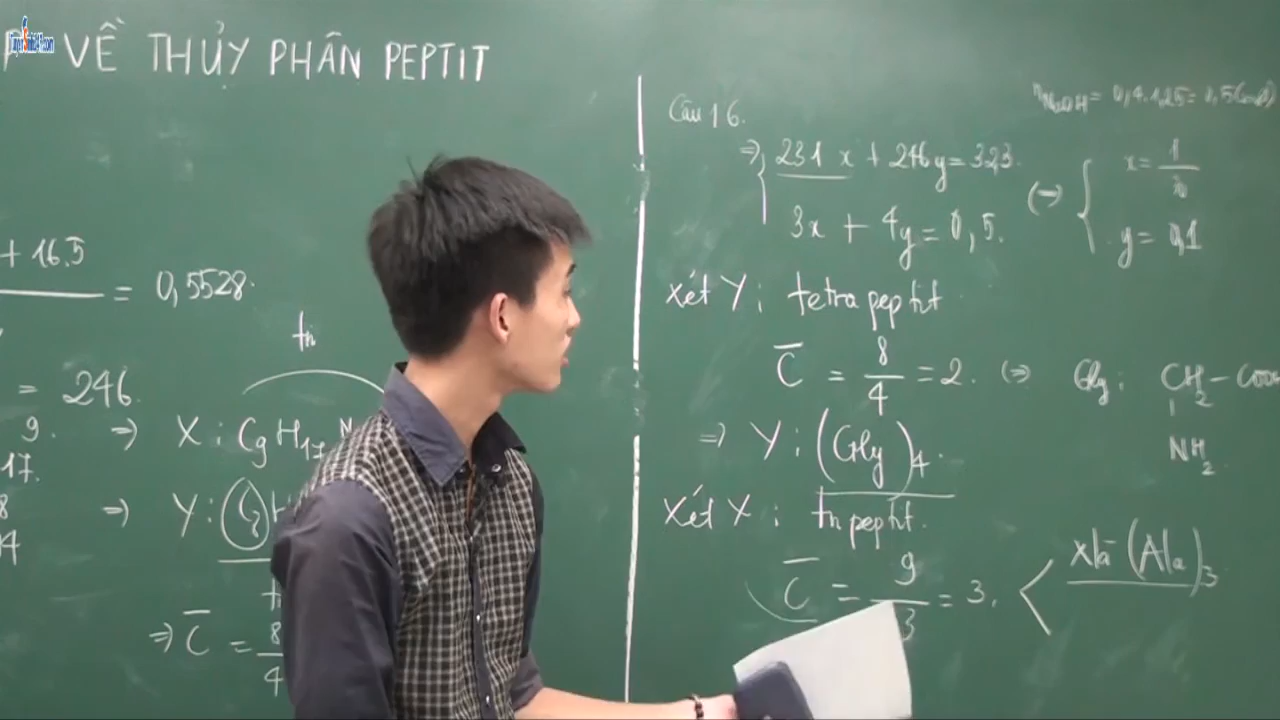 VỀ THỦY PHÂN PEPTIT
+ 16.5
= 0,5528.
tri
= 246.
9. => X: C9H17N
17.
8 => Y: C8H
=> C̄ = 8/4
Câu 16.
nNaOH = 0,4.1,25 = 0,5(mol)
=> { 231x + 246y = 32,3.
3x + 4y = 0,5.
(=) { x = 1/30
y = 0,1
Xét Y: tetrapeptit
C̄ = 8/4 = 2. (=> Gly: CH2-COOH
NH2
=> Y: (Gly)4.
Xét X: tripeptit.
C̄ = 9/3 = 3. < X là (Ala)3